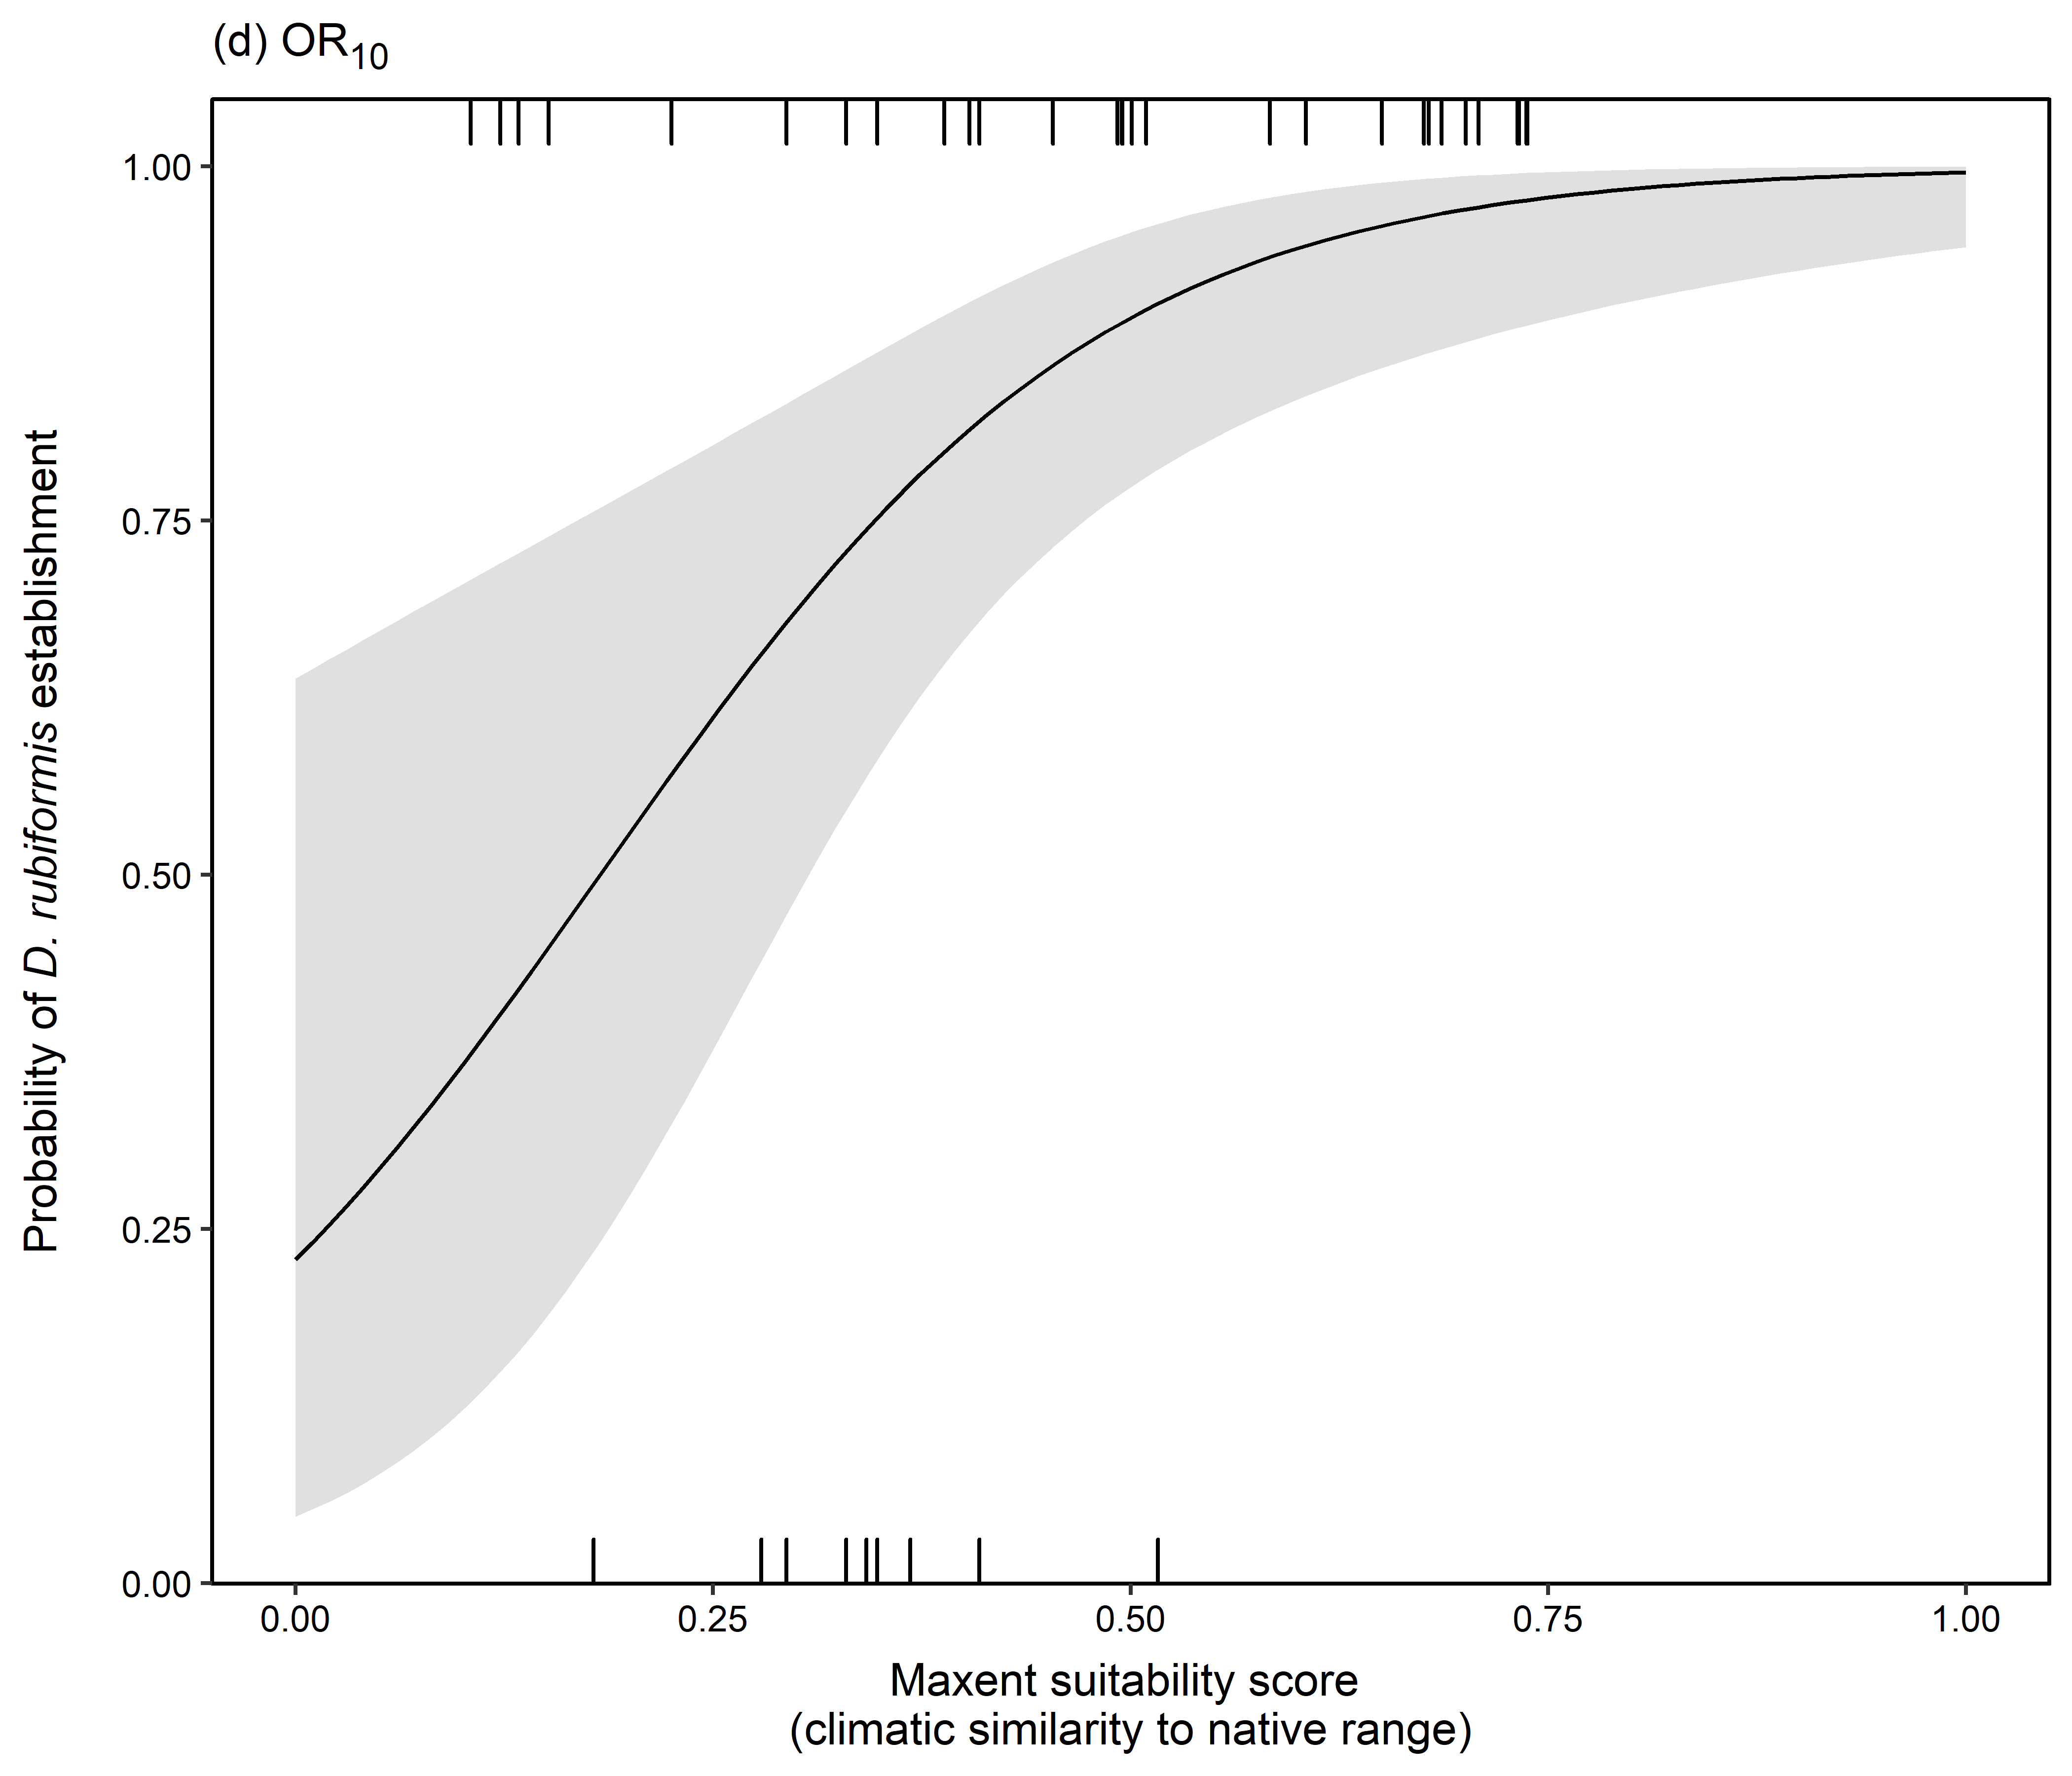 (d) OR10
Probability of D. rubiformis establishment
1.00
0.75
0.50
0.25
0.00
0.00 0.25 0.50 0.75 1.00
Maxent suitability score
(climatic similarity to native range)